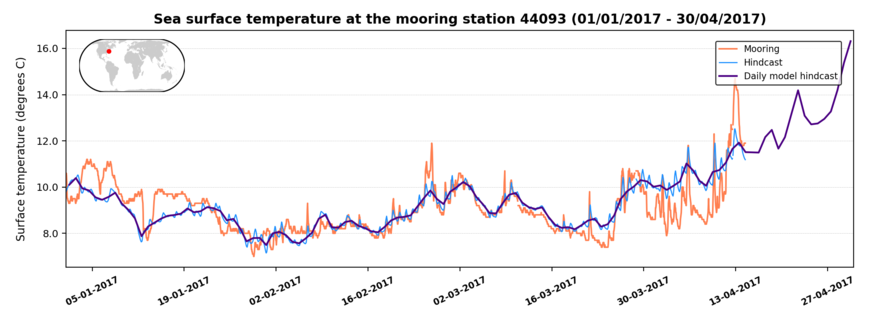 Sea surface temperature at the mooring station 44093 (01/01/2017 - 30/04/2017)
Surface temperature (degrees C)
16.0
14.0
12.0
10.0
8.0
Mooring
Hindcast
Daily model hindcast
05-01-2017
19-01-2017
02-02-2017
16-02-2017
02-03-2017
16-03-2017
30-03-2017
13-04-2017
27-04-2017